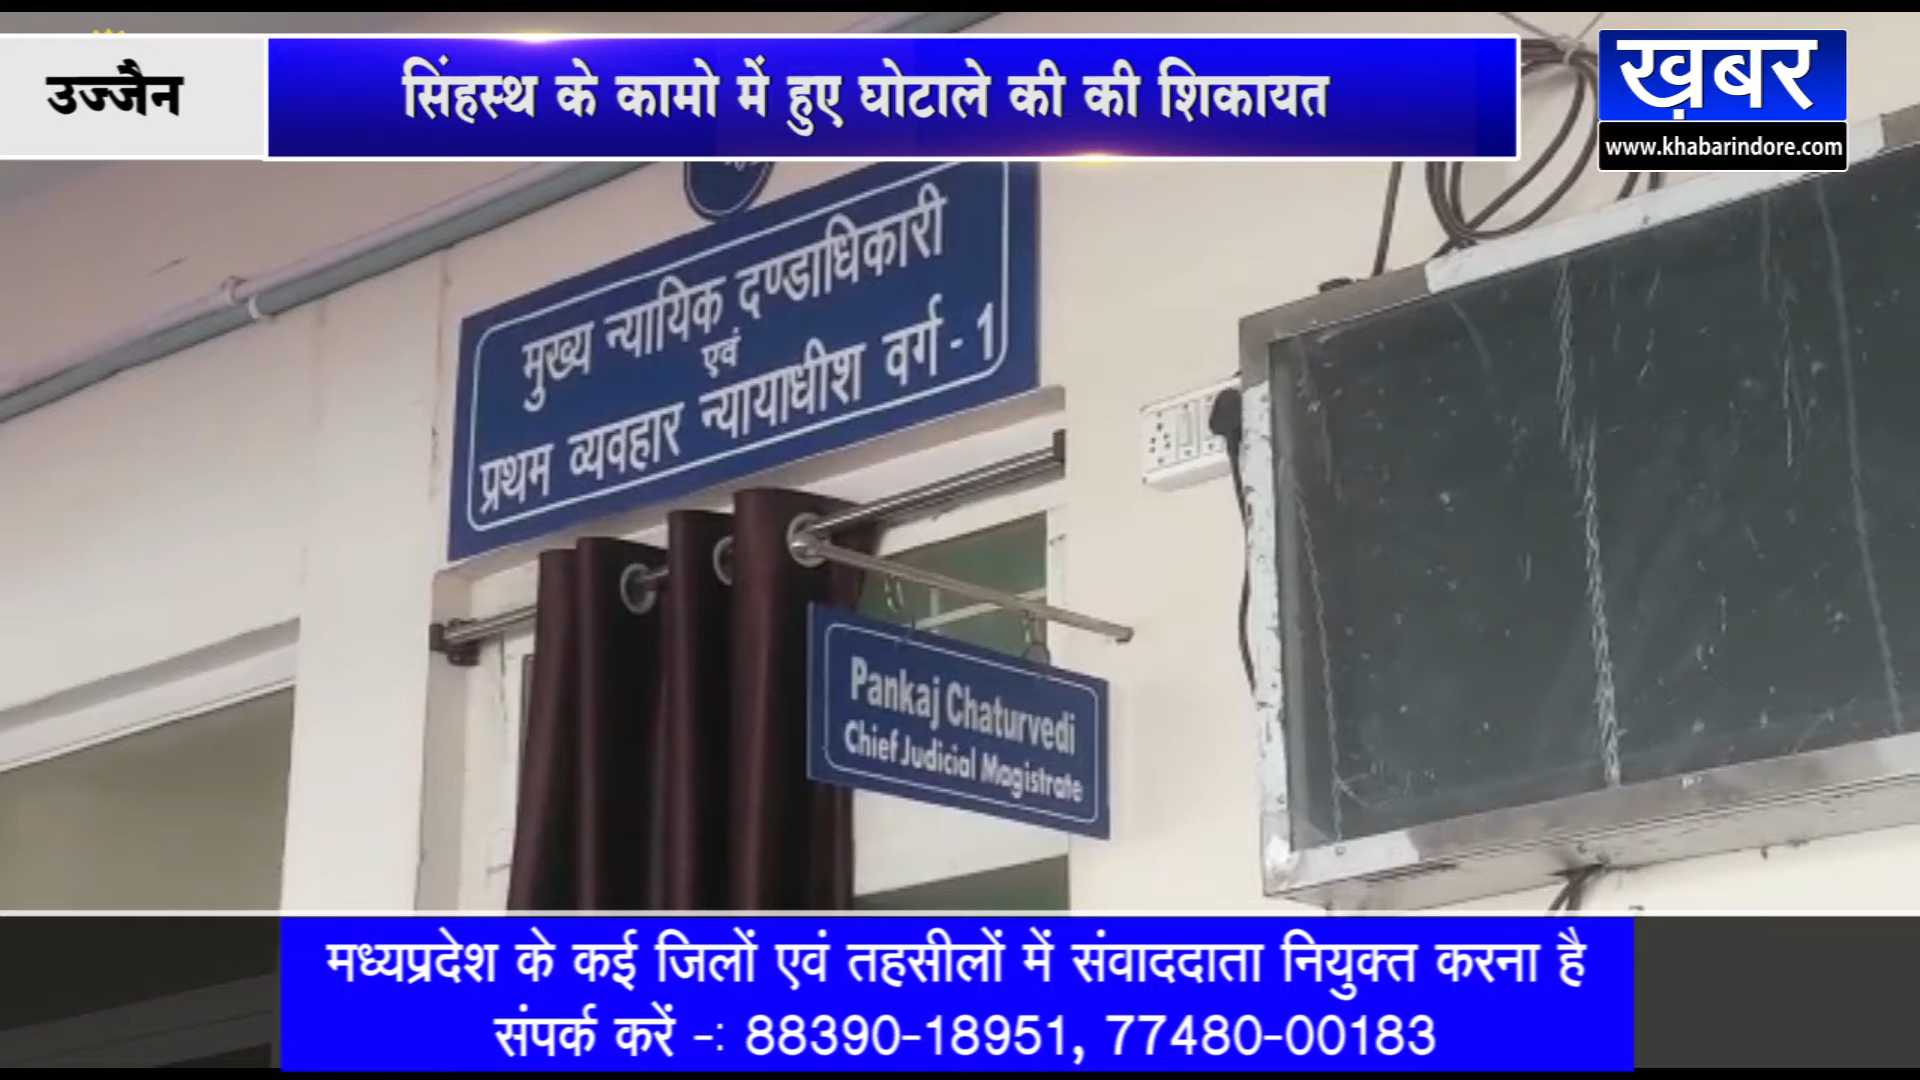 उज्जैन
सिंहस्थ के कामो में हुए घोटाले की की शिकायत
ख़बर
www.khabarindore.com
मुख्य न्यायिक दण्डाधिकारी
एवं
प्रथम व्यवहार न्यायाधीश वर्ग - 1
Pankaj Chaturvedi
Chief Judicial Magistrate
मध्यप्रदेश के कई जिलों एवं तहसीलों में संवाददाता नियुक्त करना है
संपर्क करें -: 88390-18951, 77480-00183